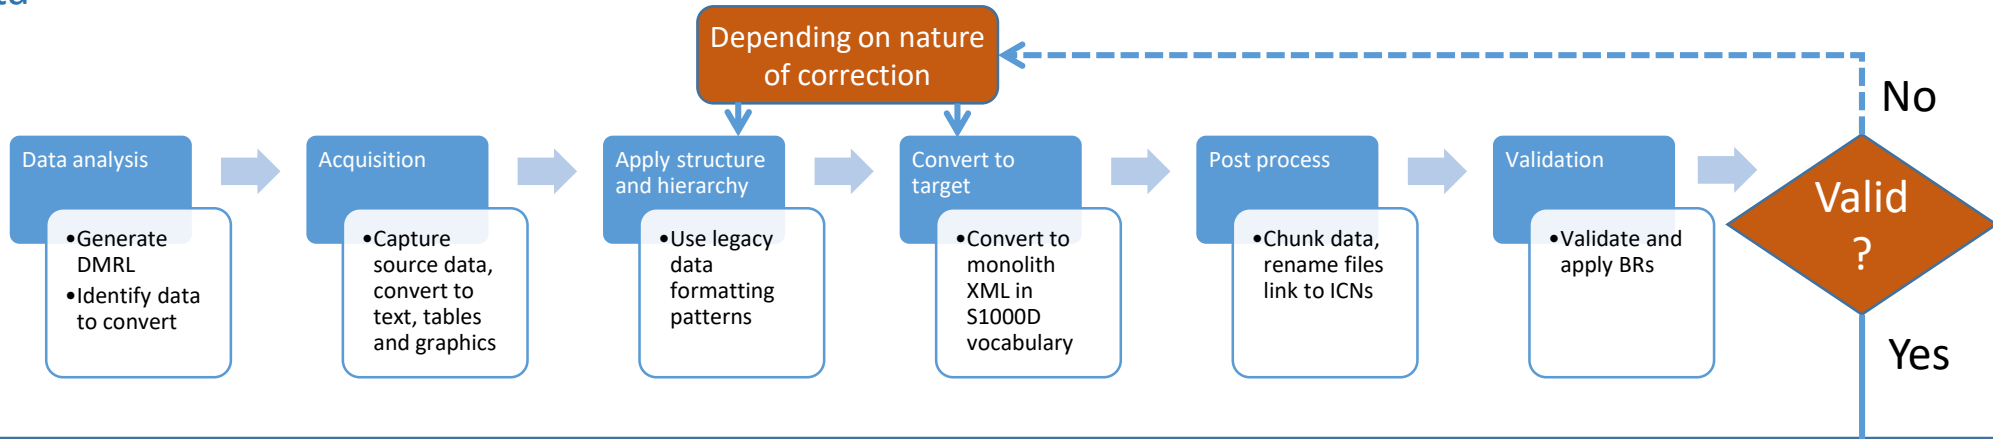 Depending on nature
of correction
No
Data analysis
•Generate
DMRL
•Identify data
to convert
Acquisition
•Capture
source data,
convert to
text, tables
and graphics
Apply structure
and hierarchy
•Use legacy
data
formatting
patterns
Convert to
target
•Convert to
monolith
XML in
S1000D
vocabulary
Post process
•Chunk data,
rename files
link to ICNs
Validation
•Validate and
apply BRs
Valid
?
Yes